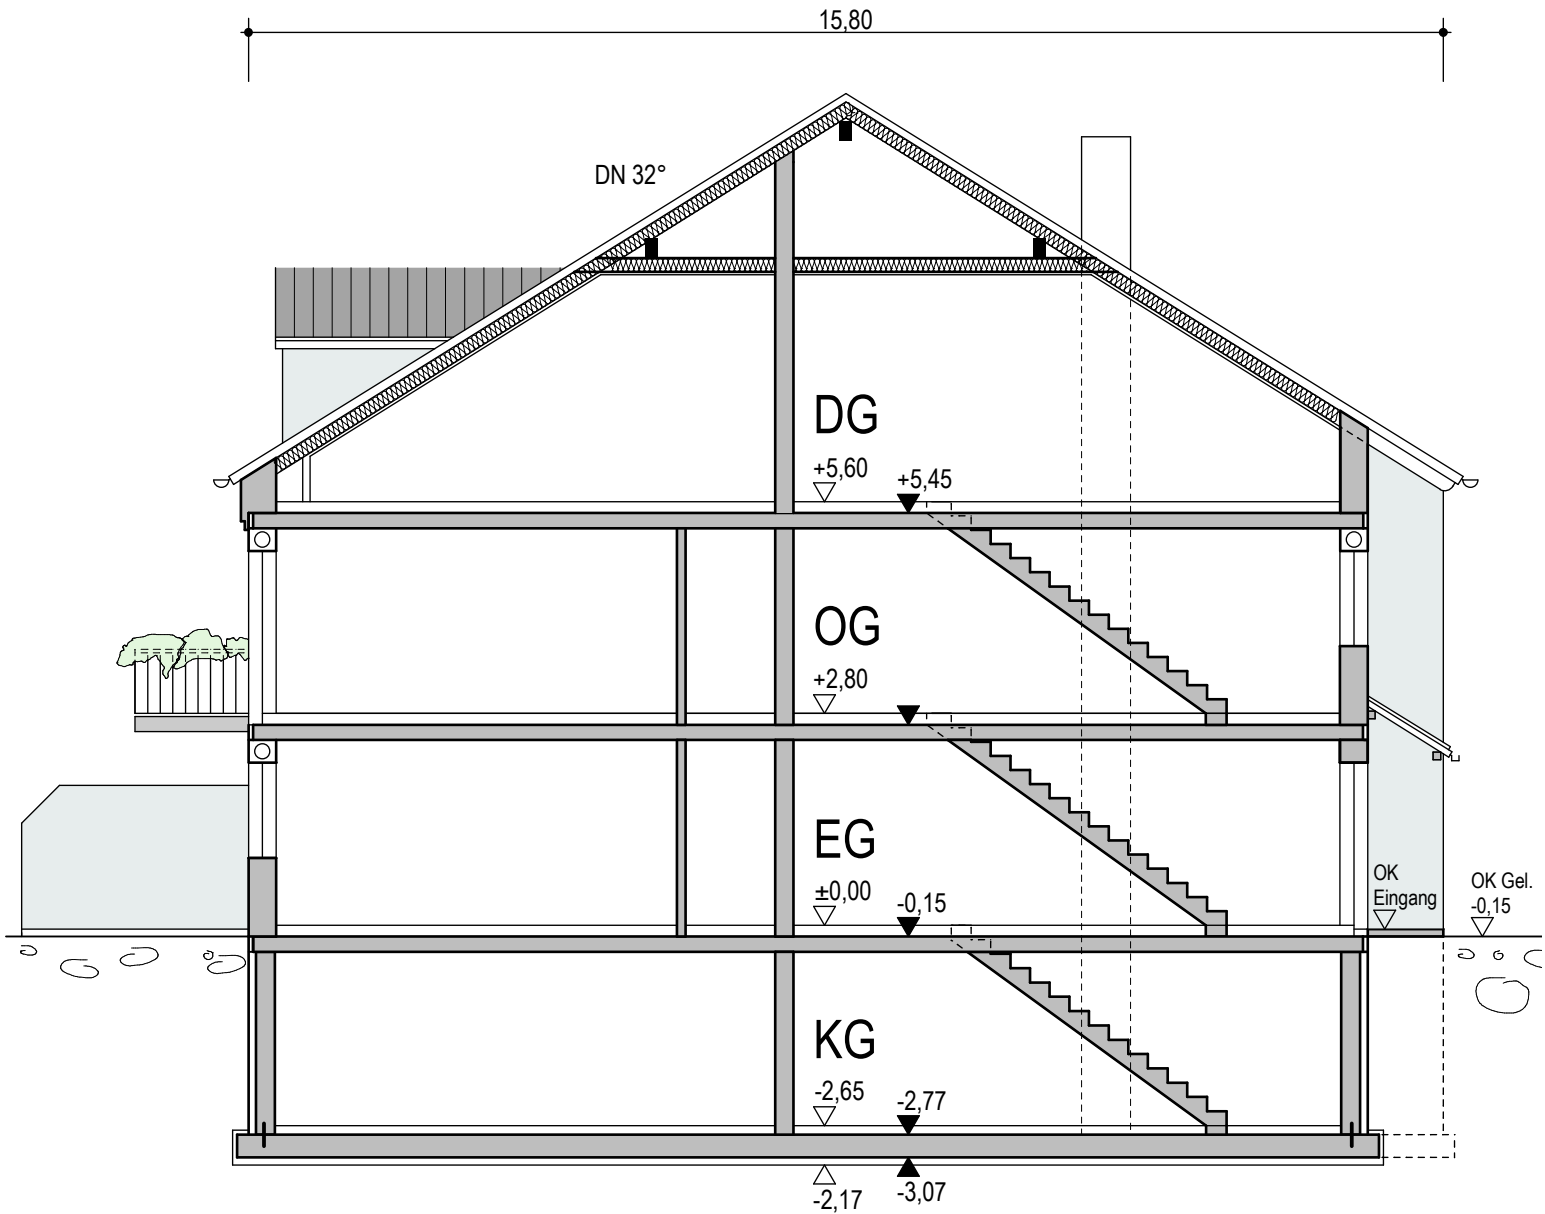 15,80
DN 32°
DG
+5,60
+5,45
OG
+2,80
EG
±0,00
-0,15
OK
Eingang
OK Gel.
-0,15
KG
-2,65
-2,77
-2,17
-3,07